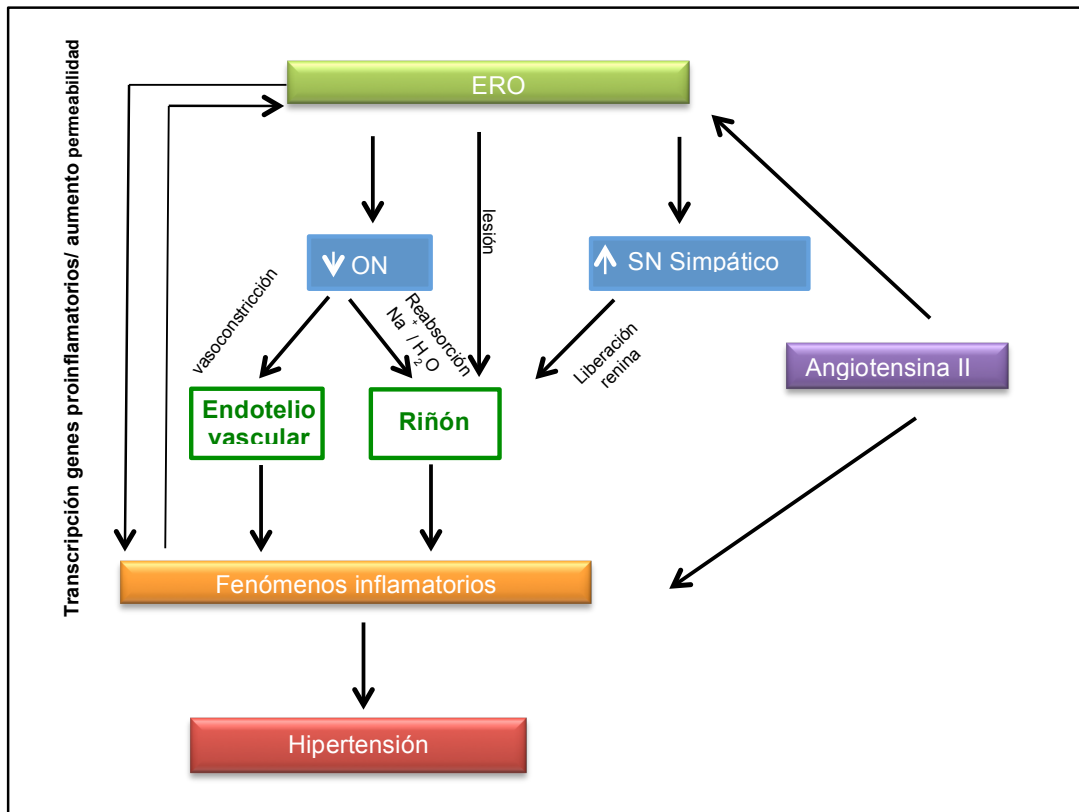 Transcripción genes proinflamatorios/ aumento permeabilidad
ERO
lesión
ON
SN Simpático
vasoconstricción
Reabsorción
Na⁺/ H₂O
Liberación
renina
Angiotensina II
Endotelio
vascular
Riñón
Fenómenos inflamatorios
Hipertensión